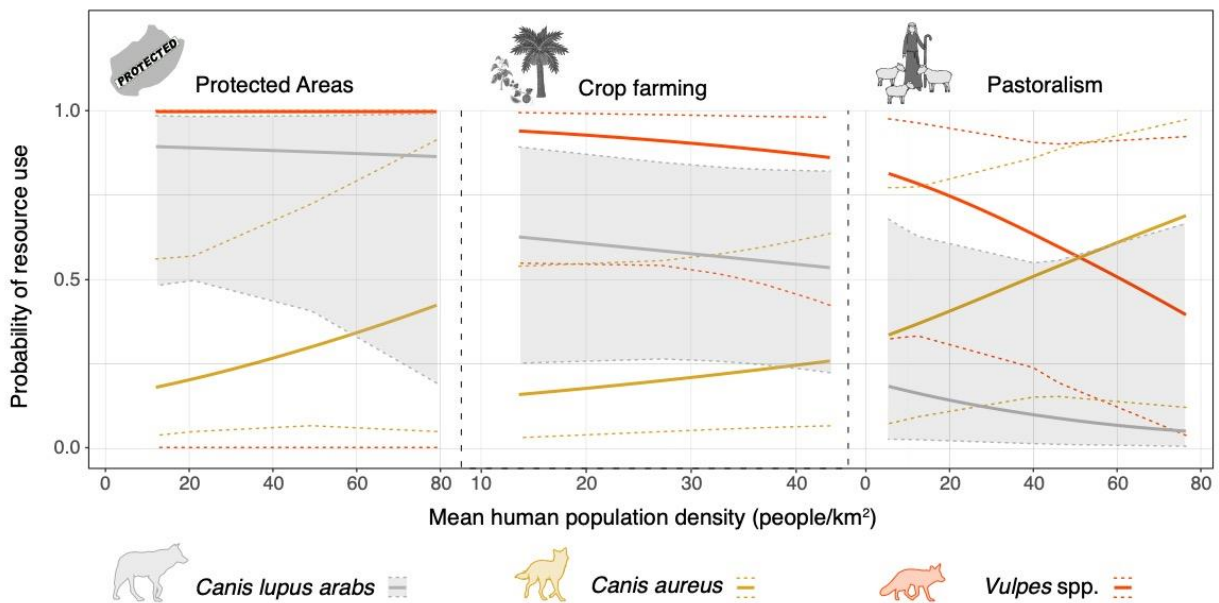 PROTECTED
Protected Areas
Crop farming
Pastoralism
Probability of resource use
1.0
0.5
0.0
0 20 40 60 80 10 20 30 40 0 20 40 60 80
Mean human population density (people/km²)
Canis lupus arabs
Canis aureus
Vulpes spp.